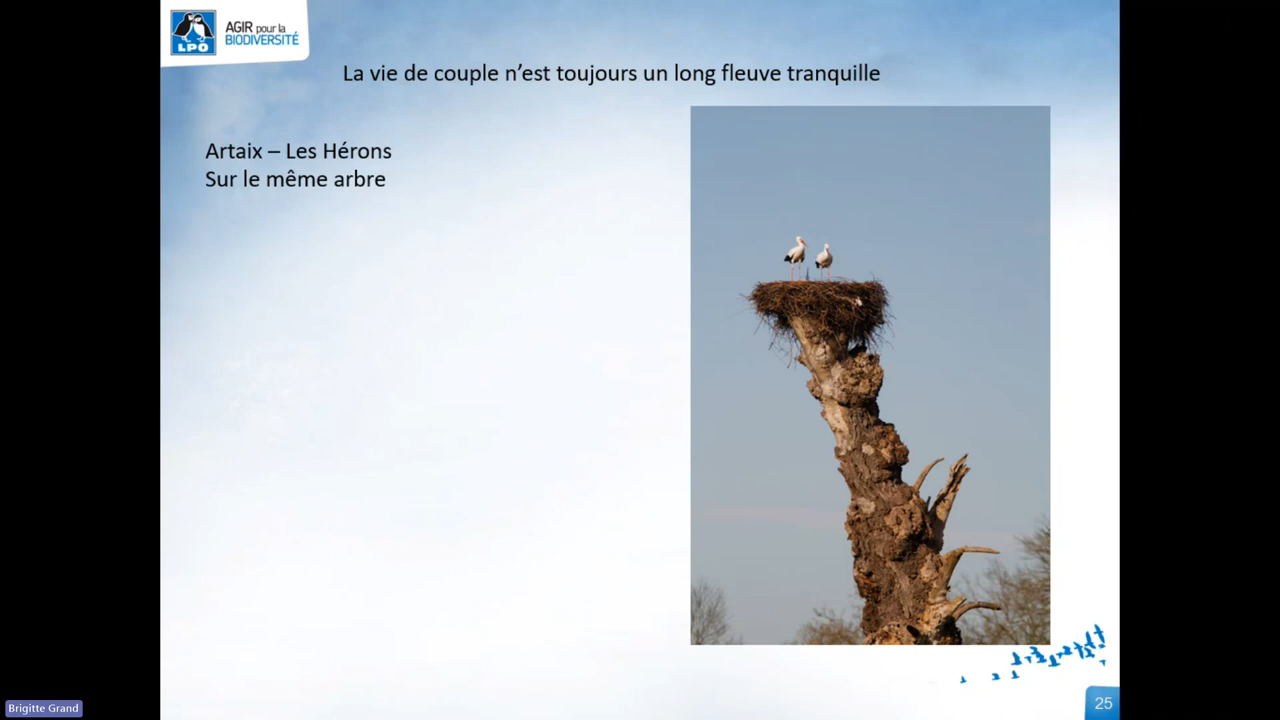 LPO
AGIR pour la
BIODIVERSITÉ
La vie de couple n’est toujours un long fleuve tranquille
Artaix – Les Hérons
Sur le même arbre
25
Brigitte Grand